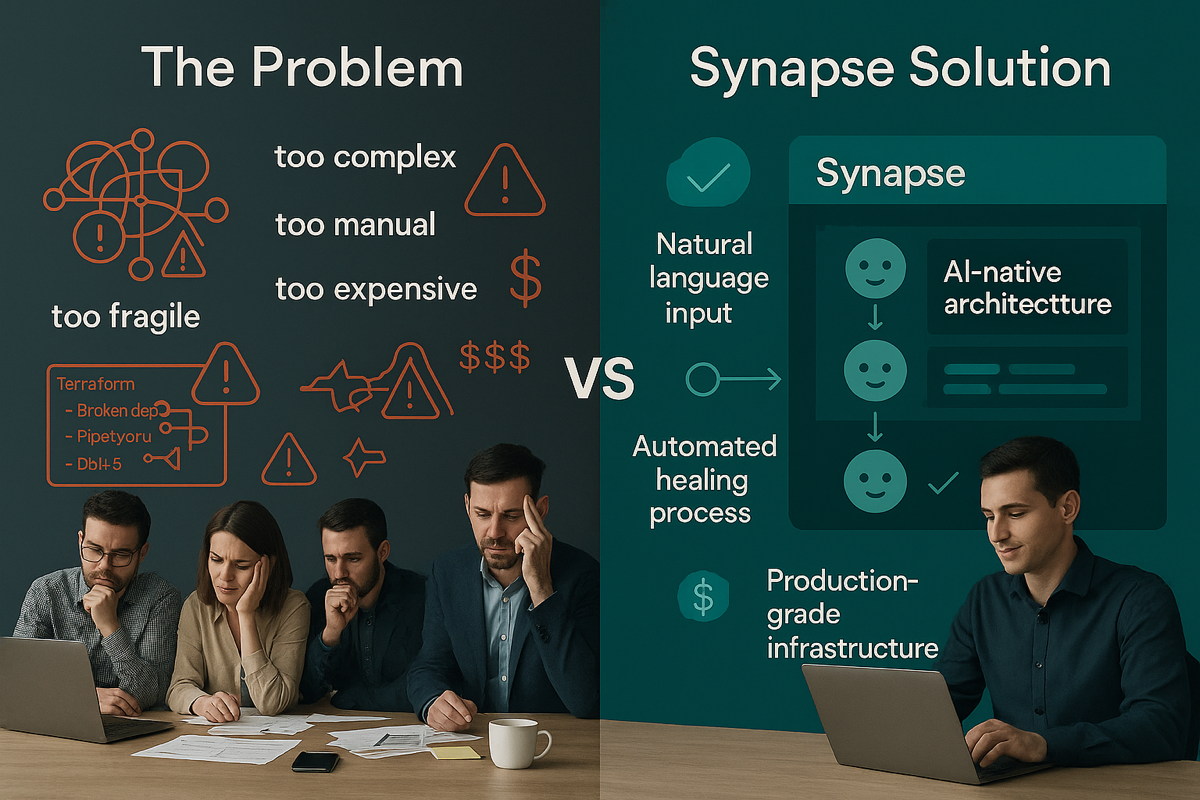 The Problem
too complex
too manual
too expensive
too fragile
$
$$$
Terraform
- Broken dep
- Pipetyoru
- Dbl+5
VS
Synapse Solution
Natural
language
input
Automated
healing
process
$
Production-
grade
infrastructure
Synapse
AI-native
architectture